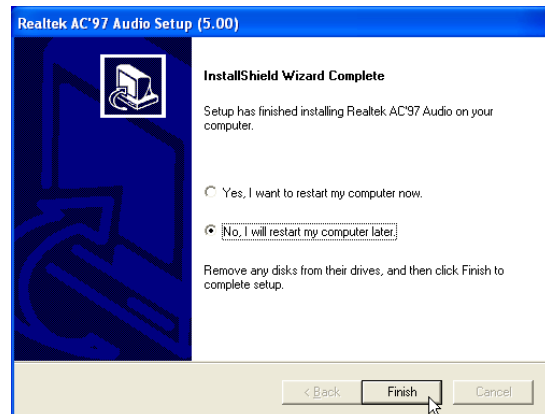 Realtek AC'97 Audio Setup (5.00)
InstallShield Wizard Complete
Setup has finished installing Realtek AC'97 Audio on your
computer.
Yes, I want to restart my computer now.
No, I will restart my computer later.
Remove any disks from their drives, and then click Finish to
complete setup.
< Back Finish Cancel